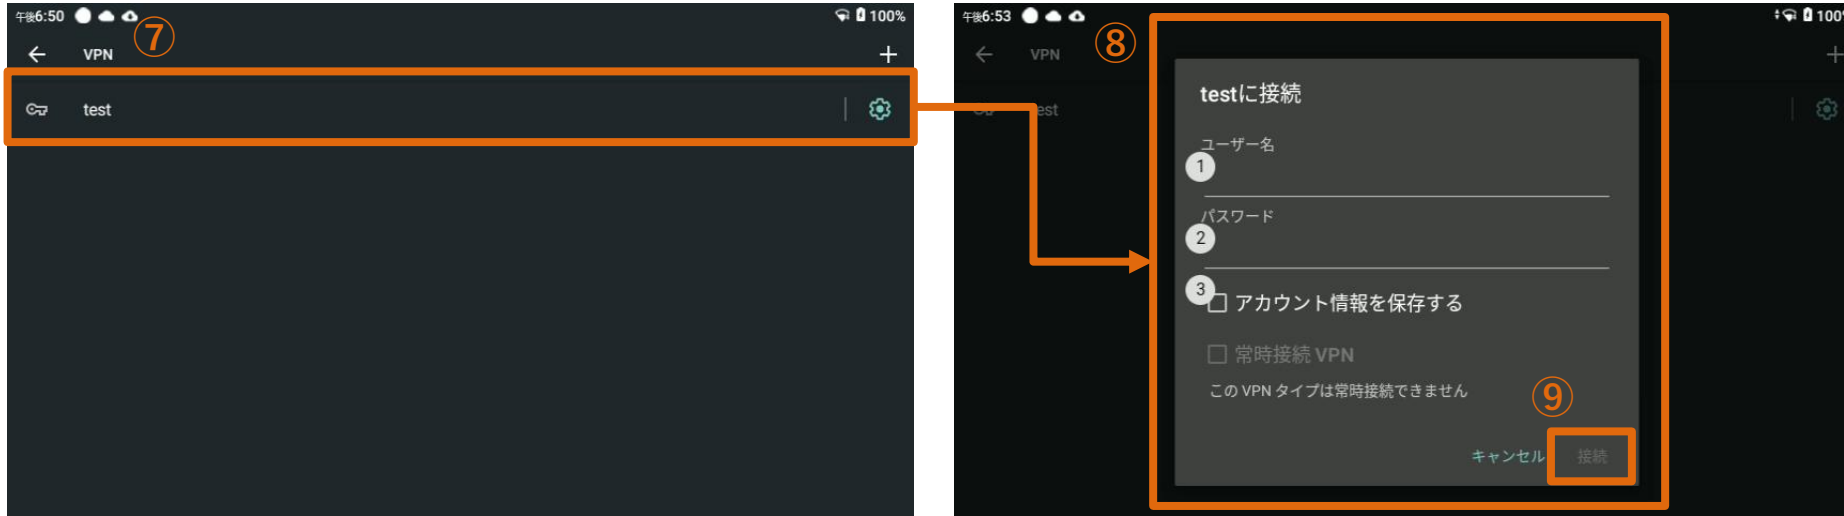 午後6:50 100%
⑦
VPN
test
午後6:53 100%
⑧
VPN
est
testに接続
ユーザー名
1
パスワード
2
3
アカウント情報を保存する
常時接続 VPN
この VPN タイプは常時接続できません
⑨
キャンセル 接続